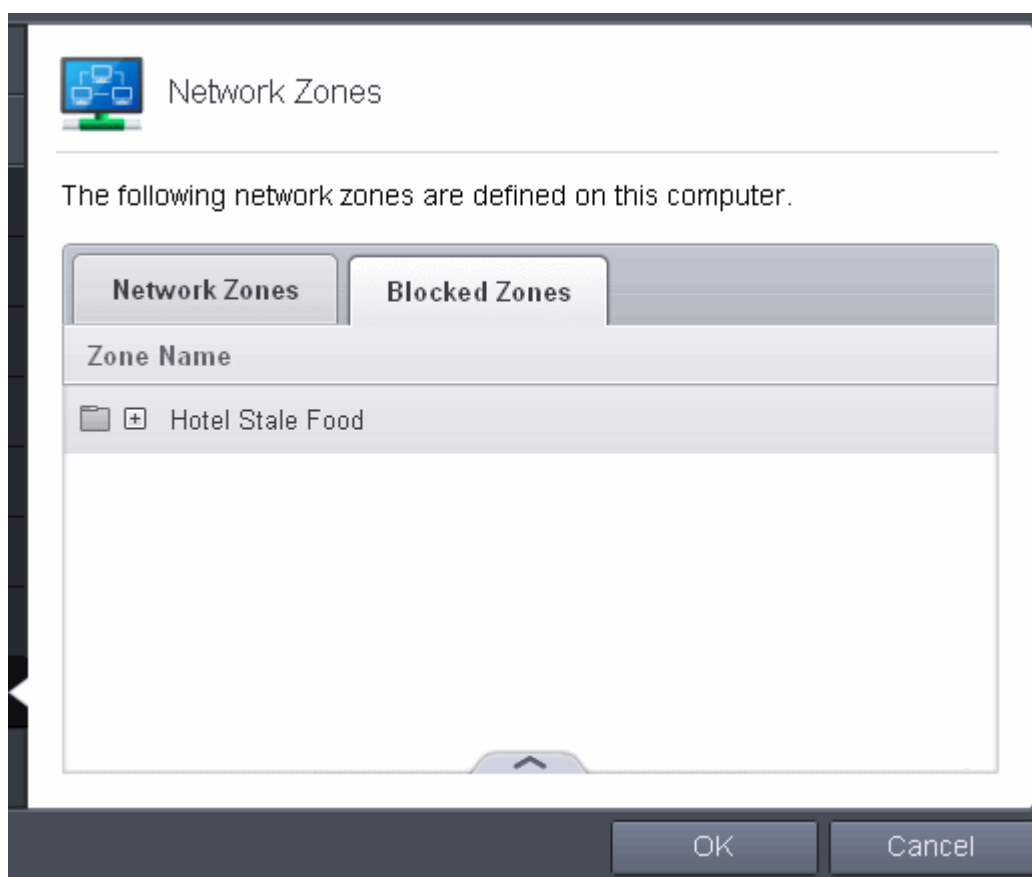 Network Zones
The following network zones are defined on this computer.
Network Zones Blocked Zones
Zone Name
Hotel Stale Food
OK Cancel